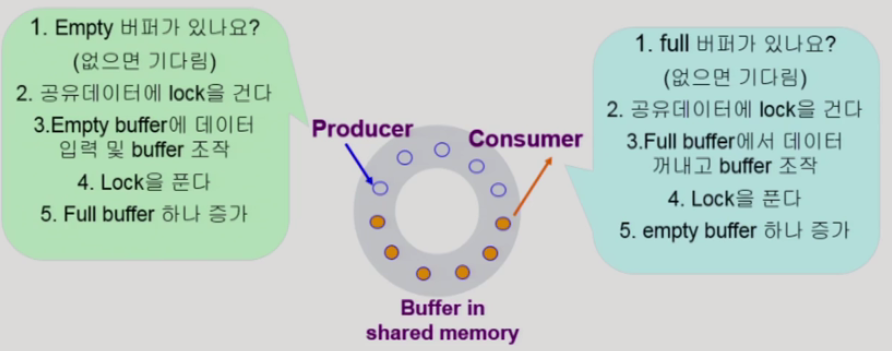 1. Empty 버퍼가 있나요?
(없으면 기다림)
2. 공유데이터에 lock을 건다
3.Empty buffer에 데이터
입력 및 buffer 조작
4. Lock을 푼다
5. Full buffer 하나 증가
Producer
Consumer
Buffer in
shared memory
1. full 버퍼가 있나요?
(없으면 기다림)
2. 공유데이터에 lock을 건다
3.Full buffer에서 데이터
꺼내고 buffer 조작
4. Lock을 푼다
5. empty buffer 하나 증가